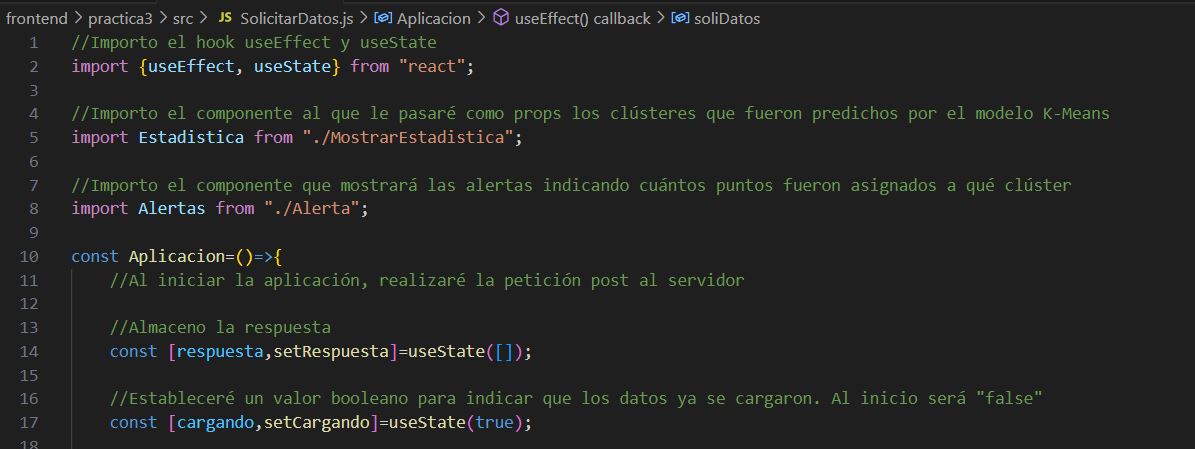 frontend > practica3 > src > JS SolicitarDatos.js > Aplicacion > useEffect() callback > soliDatos
1 //Importo el hook useEffect y useState
2 import {useEffect, useState} from "react";
3
4 //Importo el componente al que le pasaré como props los clústeres que fueron predichos por el modelo K-Means
5 import Estadistica from "./MostrarEstadistica";
6
7 //Importo el componente que mostrará las alertas indicando cuántos puntos fueron asignados a qué clúster
8 import Alertas from "./Alerta";
9
10 const Aplicacion=()=>{
11 //Al iniciar la aplicación, realizaré la petición post al servidor
12
13 //Almaceno la respuesta
14 const [respuesta,setRespuesta]=useState([]);
15
16 //Estableceré un valor booleano para indicar que los datos ya se cargaron. Al inicio será "false"
17 const [cargando,setCargando]=useState(true);
18